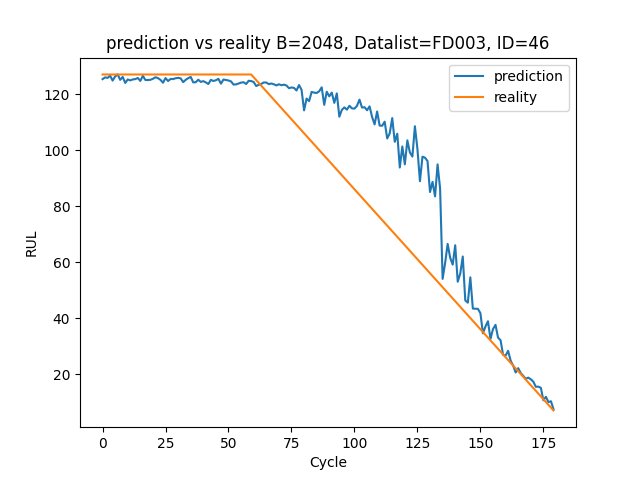 prediction vs reality B=2048, Datalist=FD003, ID=46
prediction
reality
120
100
80
60
40
20
RUL
0 25 50 75 100 125 150 175
Cycle